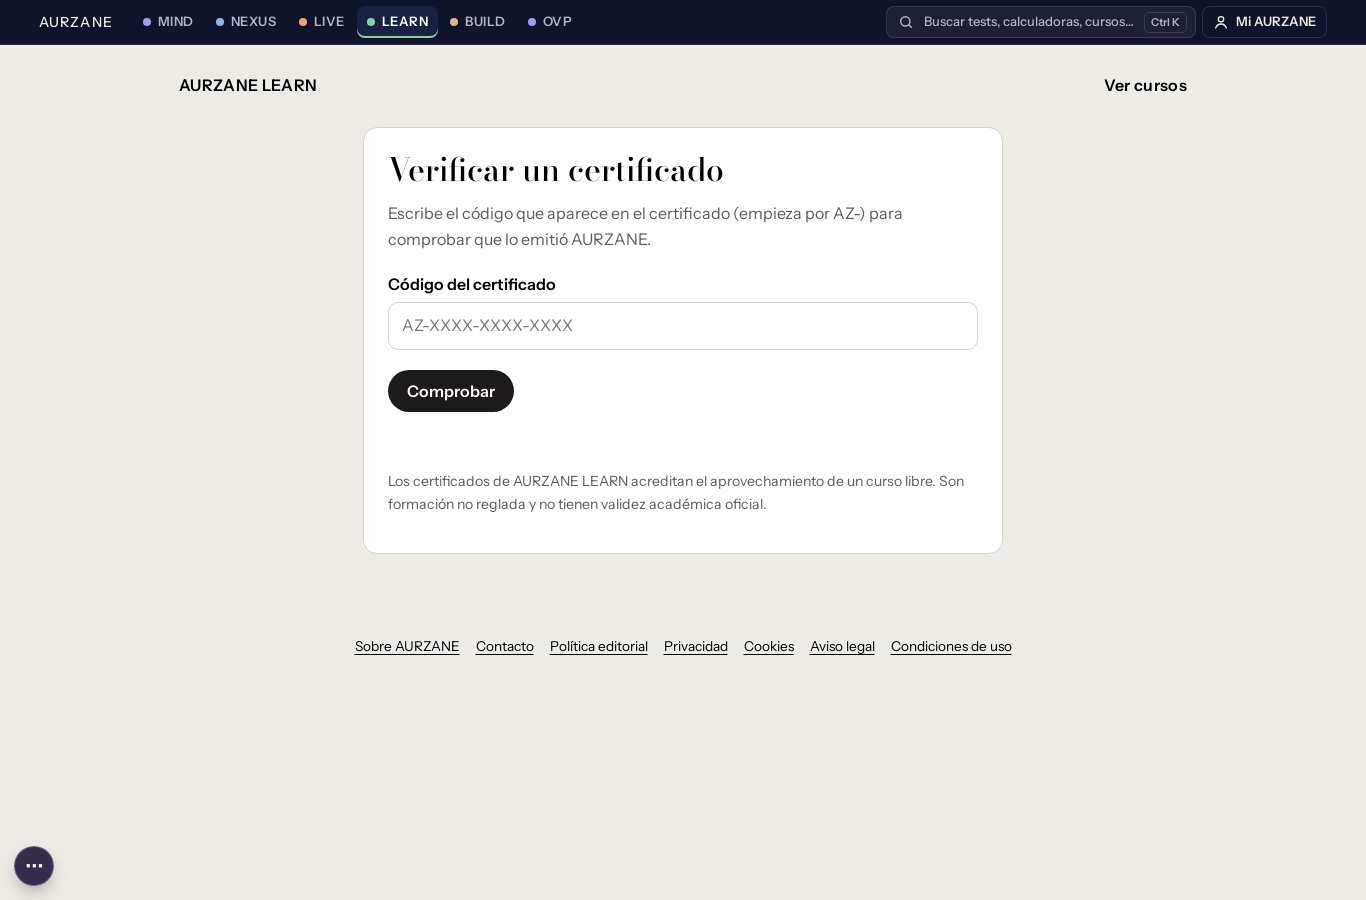 AURZANE
MIND
NEXUS
LIVE
LEARN
BUILD
OVP
Buscar tests, calculadoras, cursos...
Ctrl K
Mi AURZANE
AURZANE LEARN
Ver cursos
Verificar un certificado
Escribe el código que aparece en el certificado (empieza por AZ-) para
comprobar que lo emitió AURZANE.
Código del certificado
AZ-XXXX-XXXX-XXXX
Comprobar
Los certificados de AURZANE LEARN acreditan el aprovechamiento de un curso libre. Son
formación no reglada y no tienen validez académica oficial.
Sobre AURZANE
Contacto
Política editorial
Privacidad
Cookies
Aviso legal
Condiciones de uso